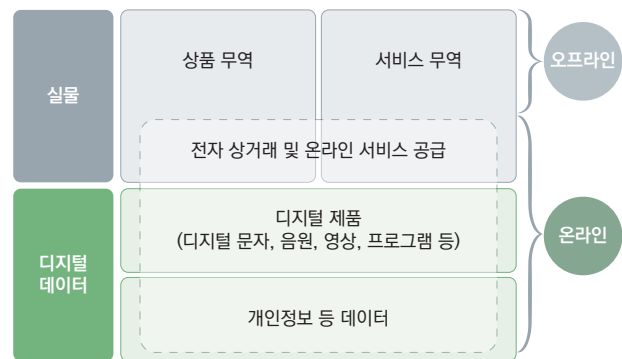 실물
상품 무역
서비스 무역
오프라인
전자 상거래 및 온라인 서비스 공급
디지털
데이터
디지털 제품
(디지털 문자, 음원, 영상, 프로그램 등)
온라인
개인정보 등 데이터